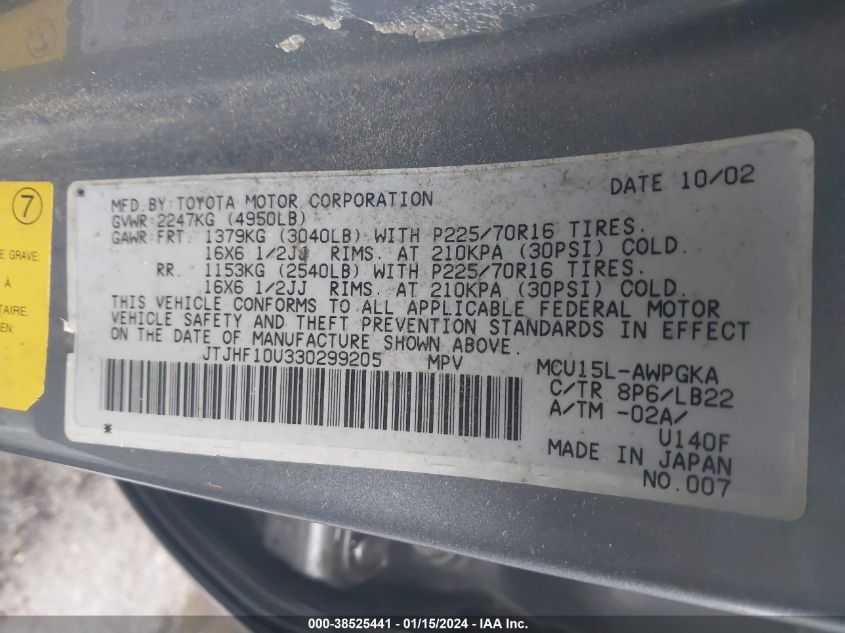 7
E GRAVE
A
TAIRE
EN:
* MFD BY: TOYOTA MOTOR CORPORATION DATE 10/02
GVWR: 2247KG (4950LB)
GAWR: FRT. 1379KG (3040LB) WITH P225/70R16 TIRES.
16X6 1/2JJ RIMS. AT 210KPA (30PSI) COLD.
RR. 1153KG (2540LB) WITH P225/70R16 TIRES.
16X6 1/2JJ RIMS. AT 210KPA (30PSI) COLD.
THIS VEHICLE CONFORMS TO ALL APPLICABLE FEDERAL MOTOR
VEHICLE SAFETY AND THEFT PREVENTION STANDARDS IN EFFECT
ON THE DATE OF MANUFACTURE SHOWN ABOVE.
JTJHF10U330299205 MPV MCU15L-AWPGKA
C/TR 8P6/LB22
A/TM -02A/
U140F
* MADE IN JAPAN
NO.007
000-38525441 - 01/15/2024 - IAA Inc.